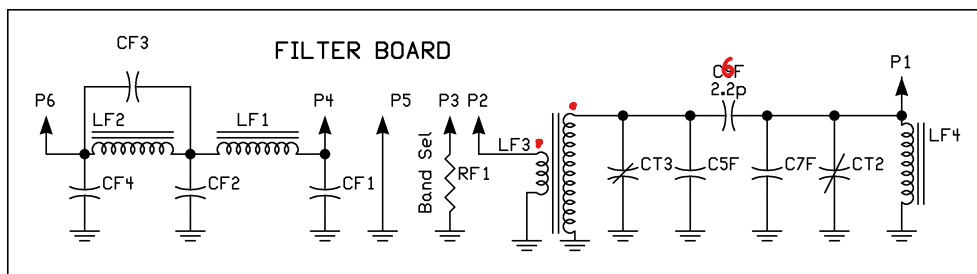 FILTER BOARD
CF3
P6
LF2
LF1
P4
P5
P3
P2
Band Sel
RF1
LF3
C6F
2.2p
P1
LF4
CT3
C5F
C7F
CT2
CF4
CF2
CF1